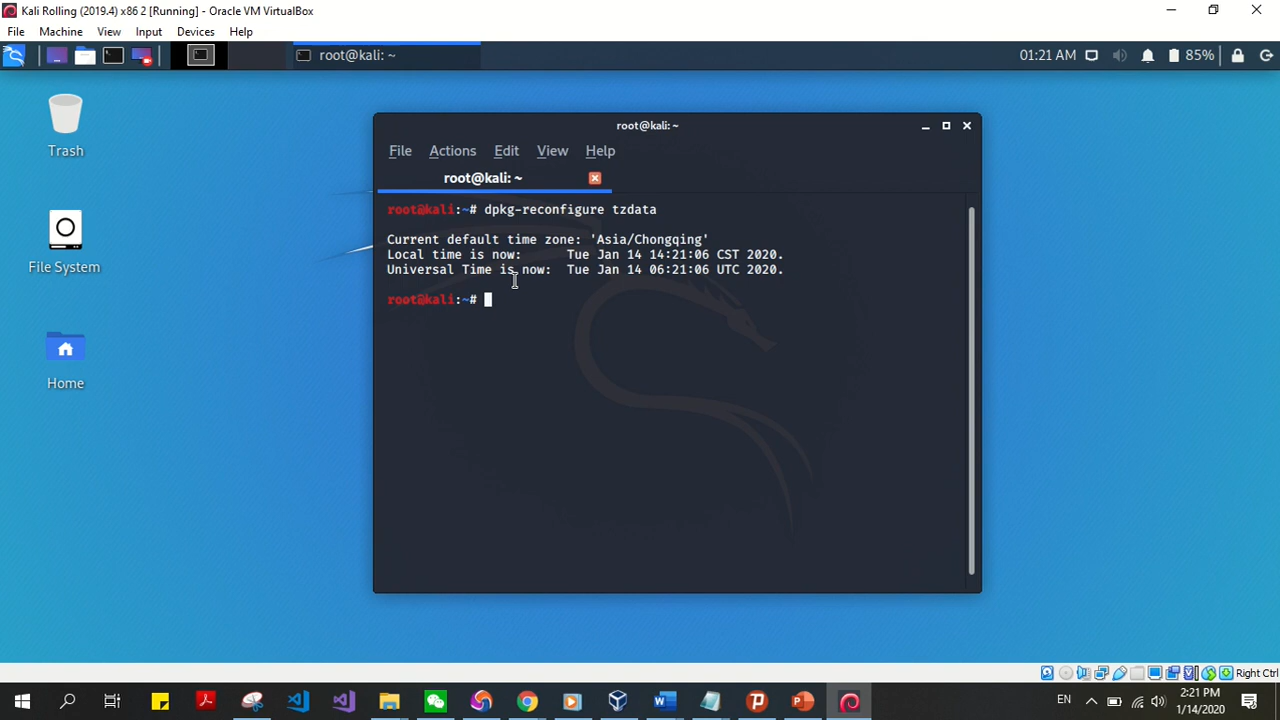 Kali Rolling (2019.4) x86 2 [Running] - Oracle VM VirtualBox
File Machine View Input Devices Help
root@kali: ~
01:21 AM
85%
Trash
File System
Home
root@kali:~
File Actions Edit View Help
root@kali: ~
root@kali:~# dpkg-reconfigure tzdata
Current default time zone: 'Asia/Chongqing'
Local time is now:      Tue Jan 14 14:21:06 CST 2020.
Universal Time is now:  Tue Jan 14 06:21:06 UTC 2020.
root@kali:~#
Right Ctrl
EN
2:21 PM
1/14/2020